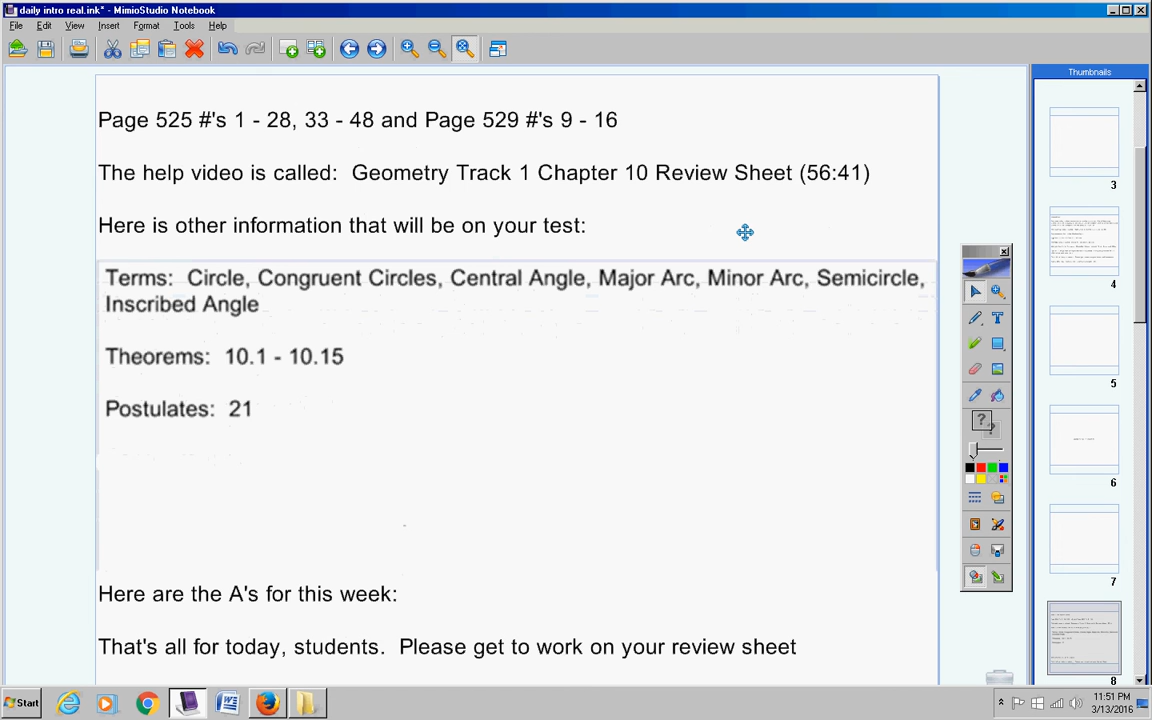 daily intro real.ink* - MimioStudio Notebook
File Edit View Insert Format Tools Help
Thumbnails
Page 525 #'s 1 - 28, 33 - 48 and Page 529 #'s 9 - 16
The help video is called: Geometry Track 1 Chapter 10 Review Sheet (56:41)
Here is other information that will be on your test:
Terms: Circle, Congruent Circles, Central Angle, Major Arc, Minor Arc, Semicircle,
Inscribed Angle
Theorems: 10.1 - 10.15
Postulates: 21
Here are the A's for this week:
That's all for today, students. Please get to work on your review sheet
3
4
5
6
7
8
Start
11:51 PM
3/13/2016